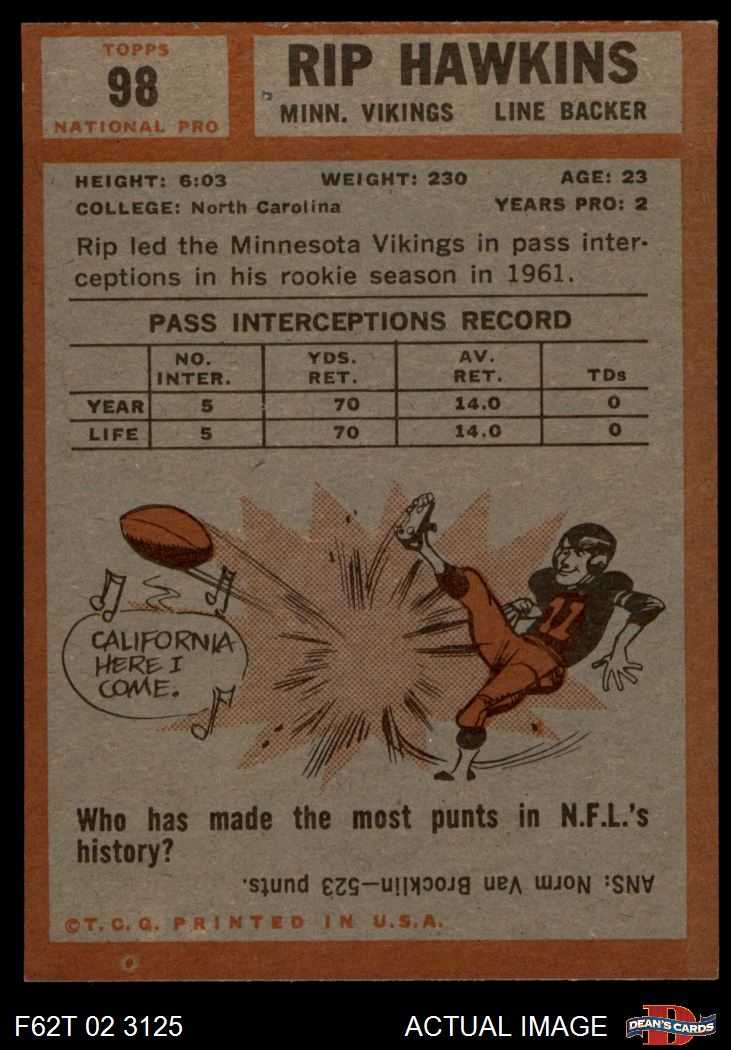 TOPPS
98
NATIONAL PRO
RIP HAWKINS
MINN. VIKINGS LINE BACKER
HEIGHT: 6:03 WEIGHT: 230 AGE: 23
COLLEGE: North Carolina YEARS PRO: 2
Rip led the Minnesota Vikings in pass inter-
ceptions in his rookie season in 1961.
PASS INTERCEPTIONS RECORD
NO. INTER. YDS. RET. AV. RET. TDs
YEAR 5 70 14.0 0
LIFE 5 70 14.0 0
11
CALIFORNIA
HERE I
COME.
Who has made the most punts in N.F.L.'s
history?
ANS: Norm Van Brocklin—523 punts.
©T.C.G. PRINTED IN U.S.A.
F62T 02 3125 ACTUAL IMAGE DEAN'S CARDS